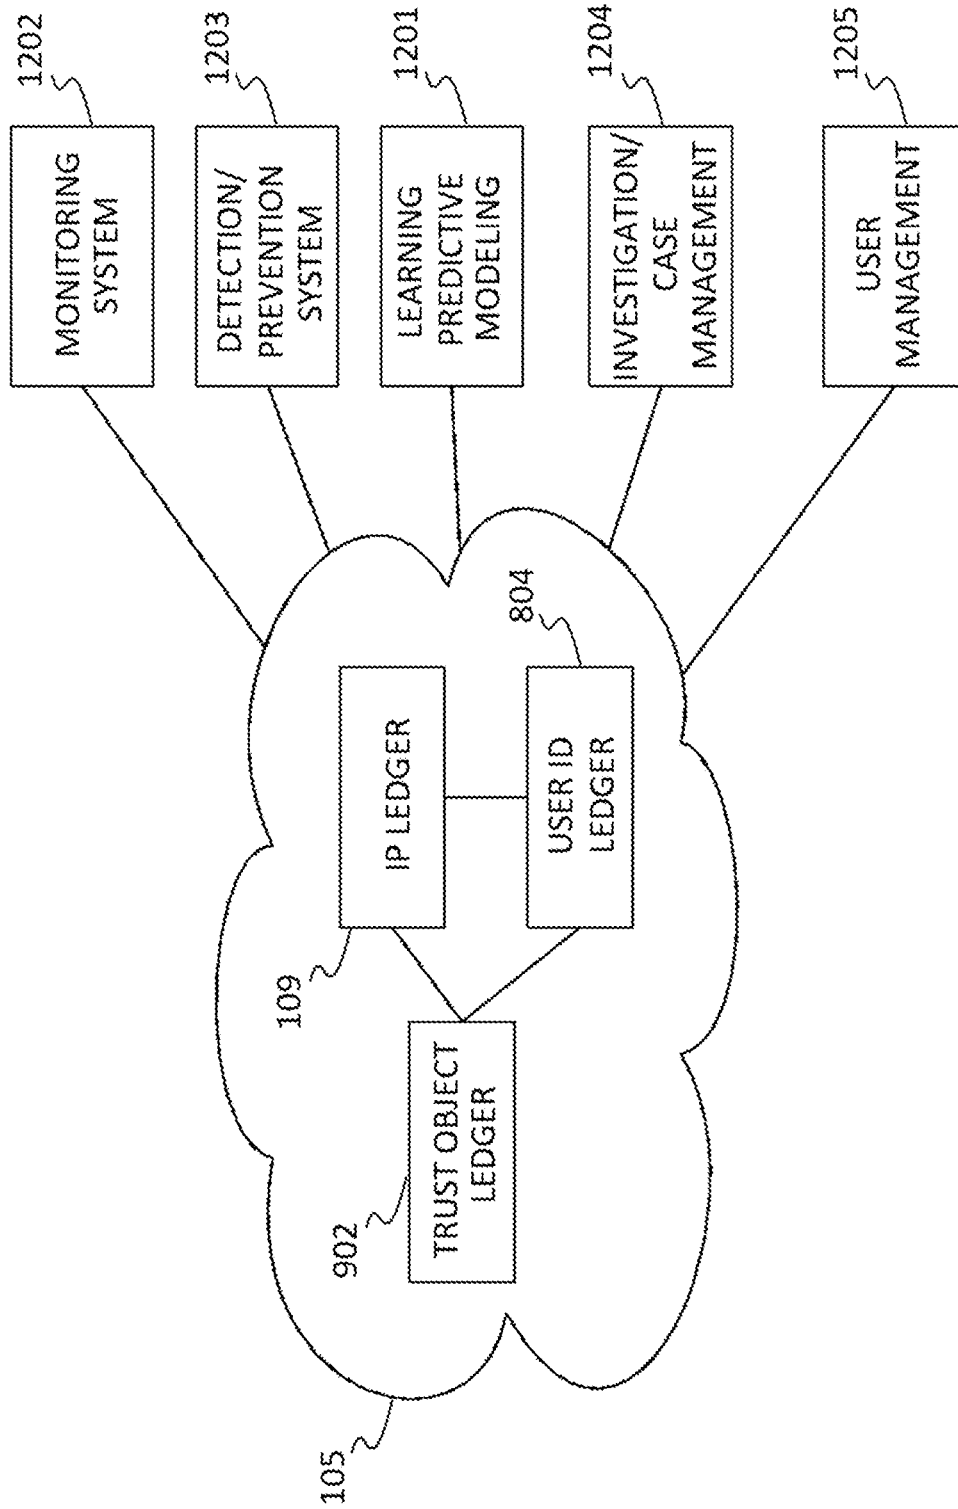 MONITORING
SYSTEM
1202
DETECTION/
PREVENTION
SYSTEM
1203
LEARNING
PREDICTIVE
MODELING
1201
INVESTIGATION/
CASE
MANAGEMENT
1204
USER
MANAGEMENT
1205
IP LEDGER
109
USER ID
LEDGER
804
TRUST OBJECT
LEDGER
902
105